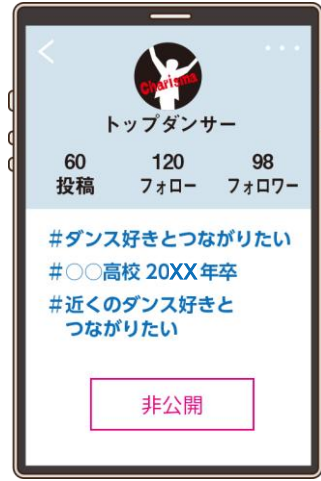 Charisma
トップダンサー
60 120 98
投稿 フォロー フォロワー
#ダンス好きとつながりたい
#○○高校 20XX年卒
#近くのダンス好きと
つながりたい
非公開